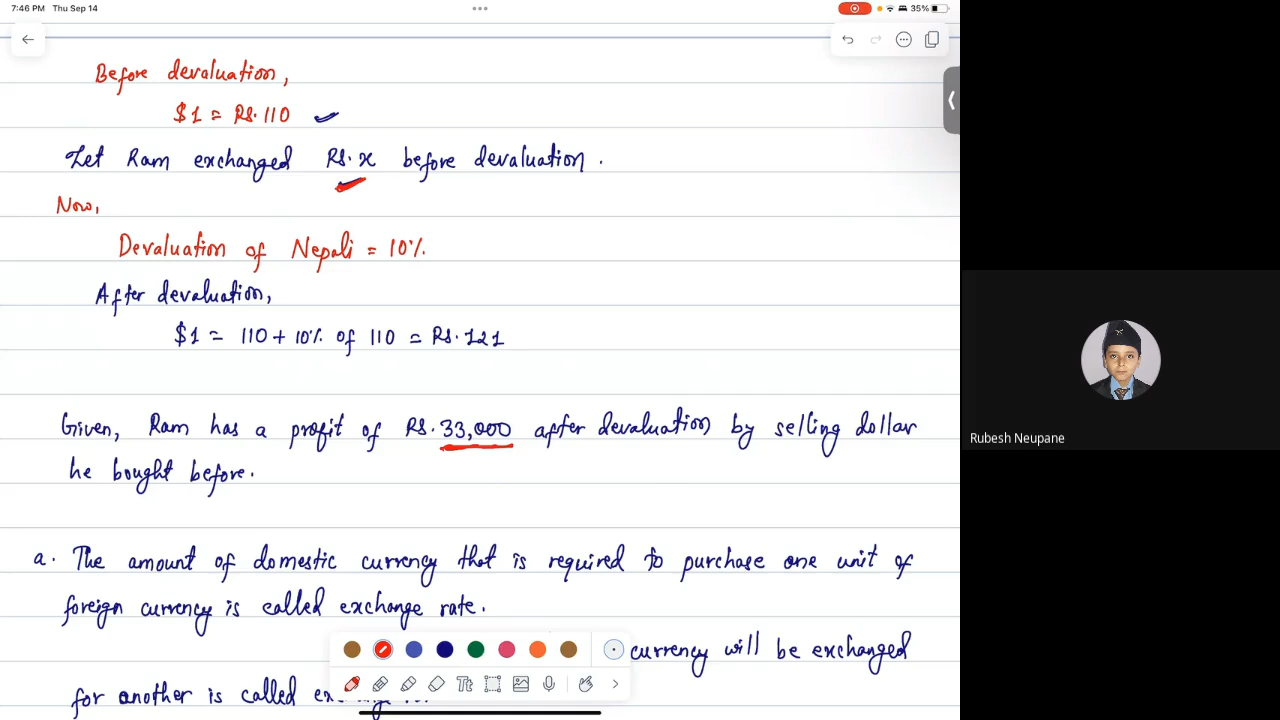 7:46 PM Thu Sep 14
35%
Before devaluation,
$1 = Rs. 110
Let Ram exchanged Rs. x before devaluation.
Now,
Devaluation of Nepali = 10%.
After devaluation,
$1 = 110 + 10% of 110 = Rs. 121
Given, Ram has a profit of Rs. 33,000 after devaluation by selling dollar
he bought before.
a. The amount of domestic currency that is required to purchase one unit of
foreign currency is called exchange rate.
currency will be exchanged
for another is called
Tt
Rubesh Neupane